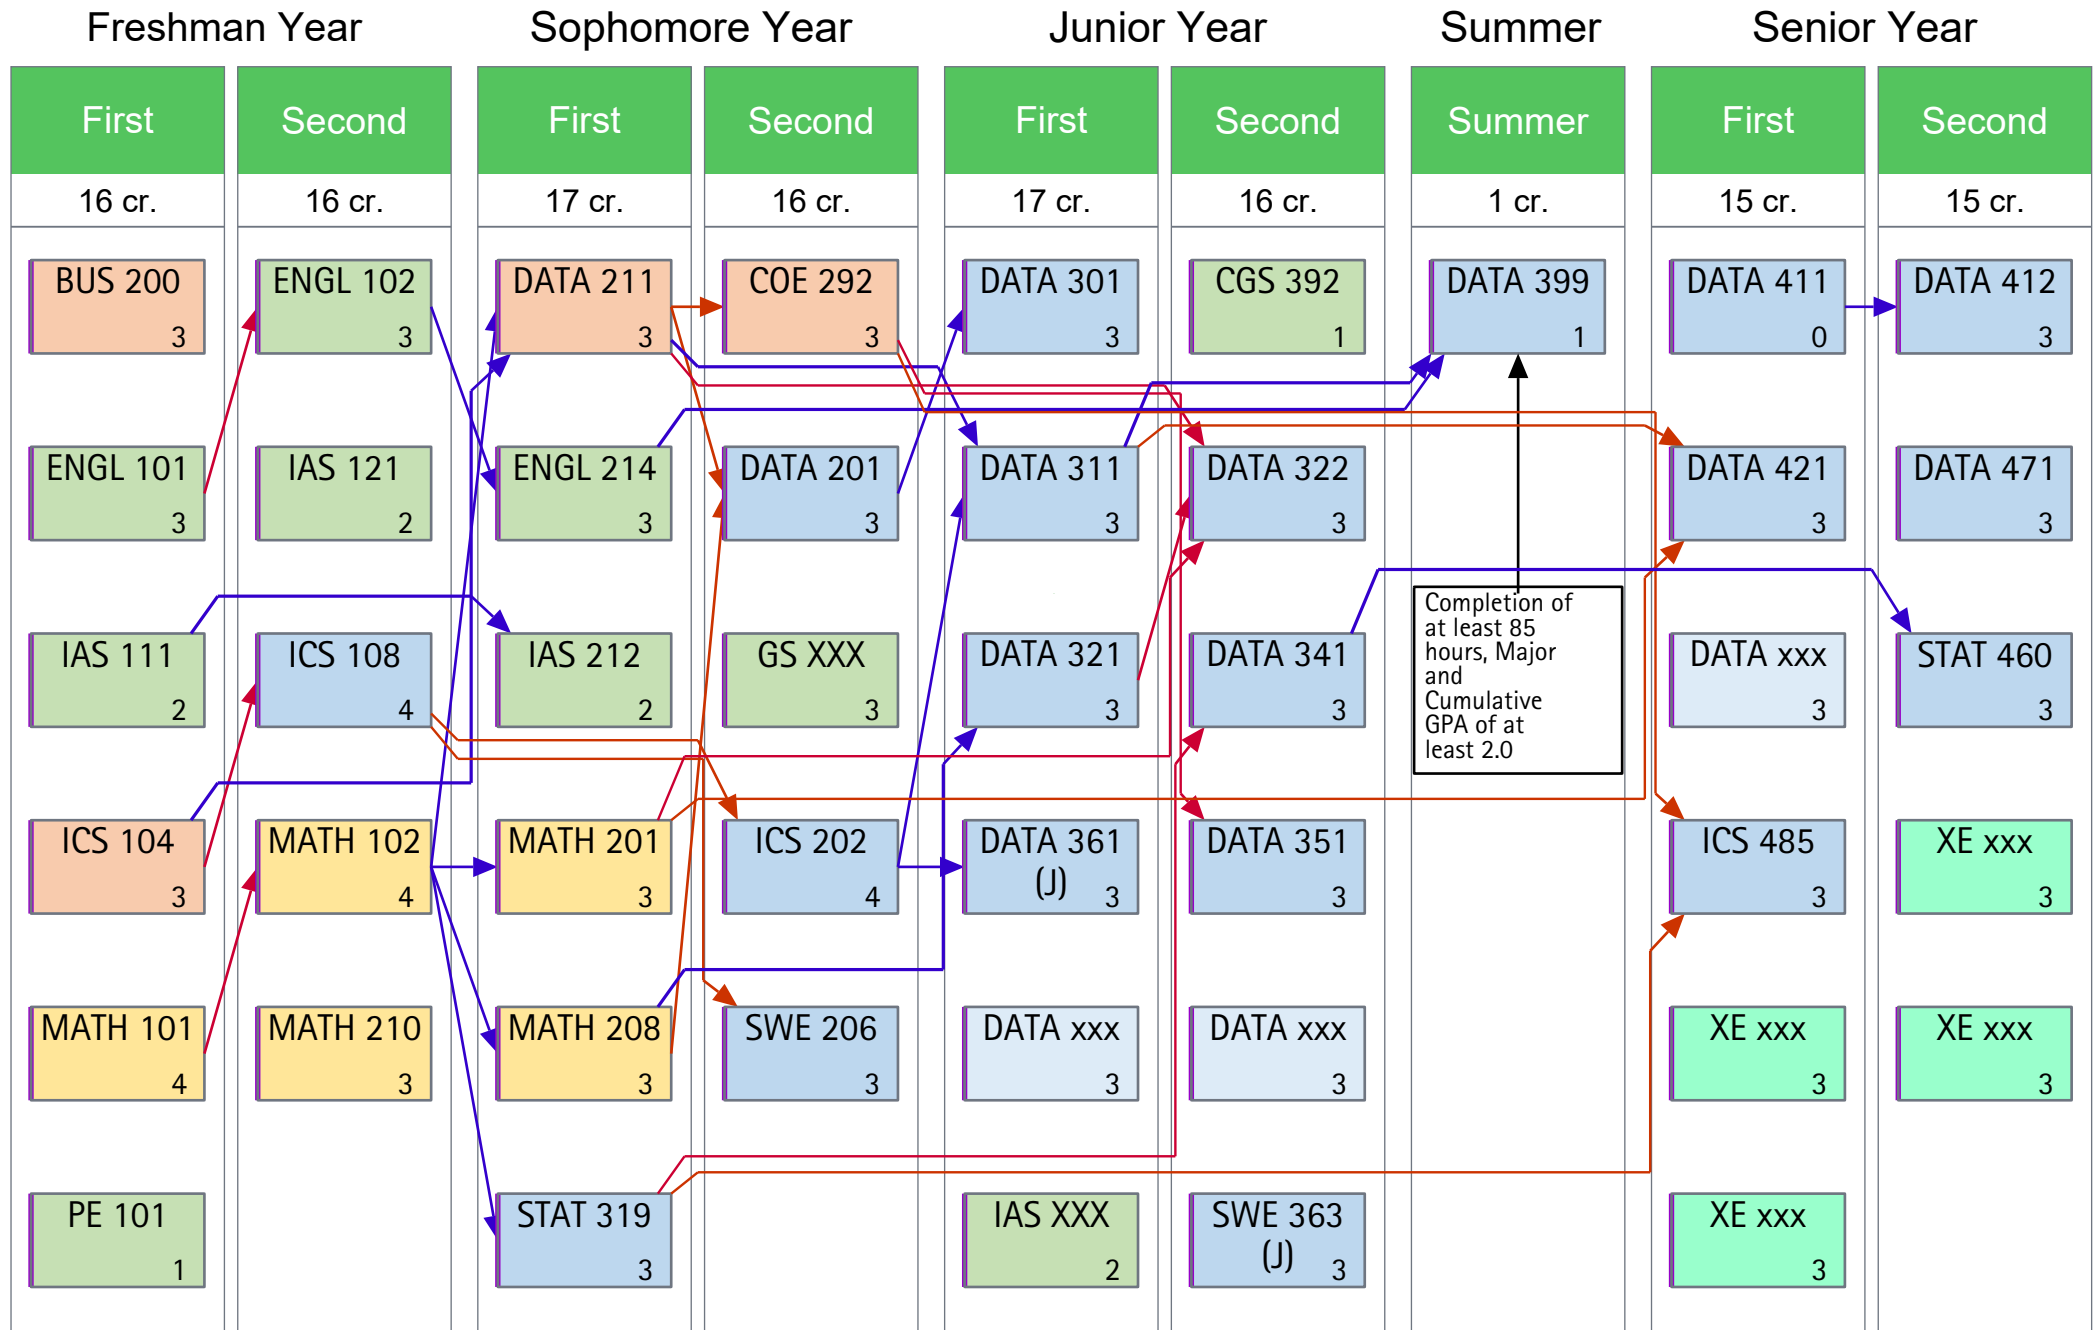 Freshman Year
Sophomore Year
Junior Year
Summer
Senior Year
First
Second
First
Second
First
Second
Summer
First
Second
16 cr.
16 cr.
17 cr.
16 cr.
17 cr.
16 cr.
1 cr.
15 cr.
15 cr.
BUS 200
3
ENGL 102
3
DATA 211
3
COE 292
3
DATA 301
3
CGS 392
1
DATA 399
1
DATA 411
0
DATA 412
3
ENGL 101
3
IAS 121
2
ENGL 214
3
DATA 201
3
DATA 311
3
DATA 322
3
DATA 421
3
DATA 471
3
Completion of
at least 85
hours, Major
and
Cumulative
GPA of at
least 2.0
IAS 111
2
ICS 108
4
IAS 212
2
GS XXX
3
DATA 321
3
DATA 341
3
DATA xxx
3
STAT 460
3
ICS 104
3
MATH 102
4
MATH 201
3
ICS 202
4
DATA 361
(J) 3
DATA 351
3
ICS 485
3
XE xxx
3
MATH 101
4
MATH 210
3
MATH 208
3
SWE 206
3
DATA xxx
3
DATA xxx
3
XE xxx
3
XE xxx
3
PE 101
1
STAT 319
3
IAS XXX
2
SWE 363
(J) 3
XE xxx
3